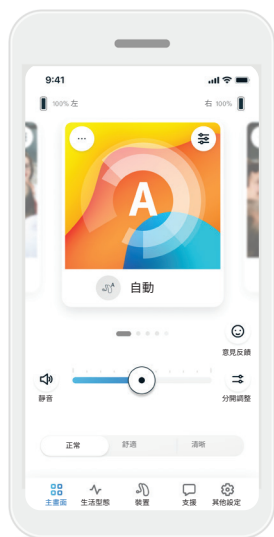 9:41
100% 左
右 100%
A
自動
意見反饋
靜音
分開調整
正常
舒適
清晰
主畫面
生活型態
裝置
支援
其他設定